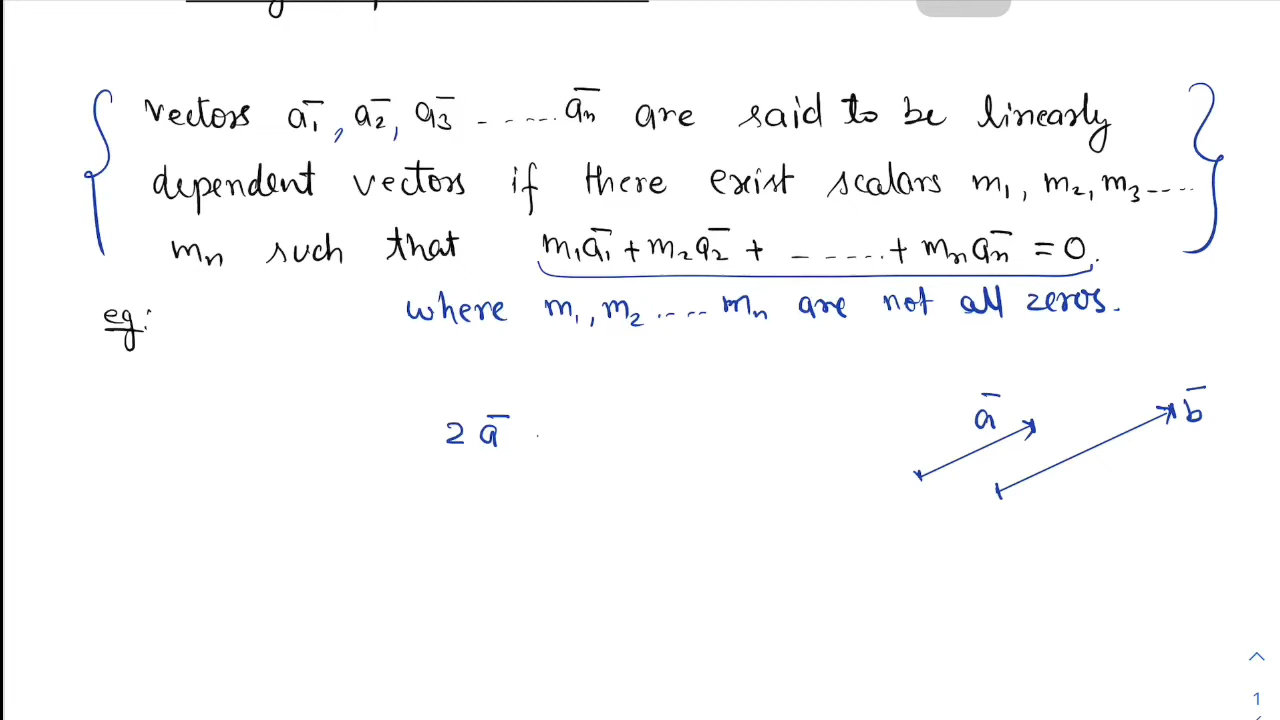 vectors a̅₁, a̅₂, a̅₃ - ..... a̅ₙ are said to be linearly
dependent vectors if there exist scalars m₁, m₂, m₃ ....
mₙ such that m₁a̅₁ + m₂a̅₂ + - ..... + mₙa̅ₙ = 0.
where m₁, m₂ .... mₙ are not all zeros.
eg:
a̅ b̅
2 a̅
1